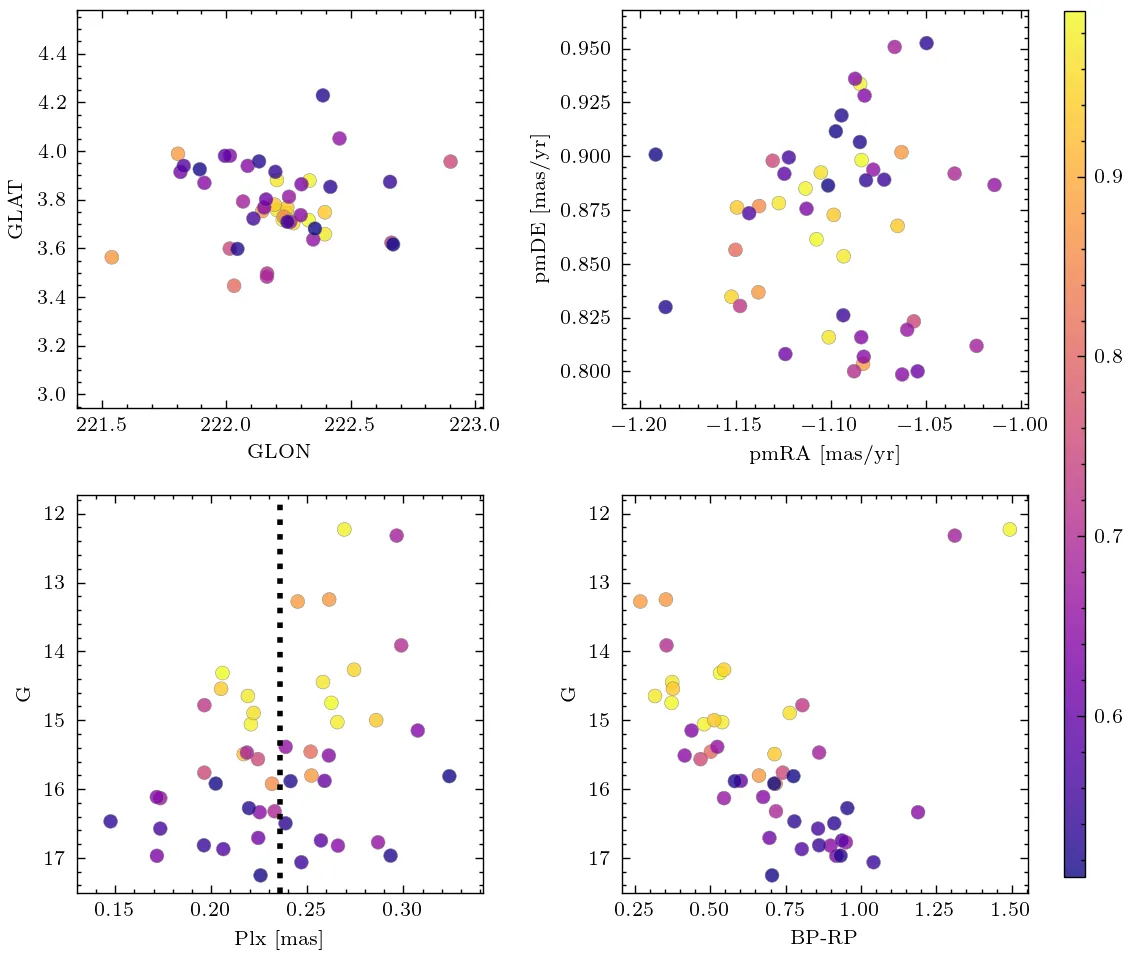 4.4
4.2
4.0
3.8
3.6
3.4
3.2
3.0
GLAT
221.5 222.0 222.5 223.0
GLON
0.950
0.925
0.900
0.875
0.850
0.825
0.800
pmDE [mas/yr]
−1.20 −1.15 −1.10 −1.05 −1.00
pmRA [mas/yr]
12
13
14
15
16
17
G
0.15 0.20 0.25 0.30
Plx [mas]
12
13
14
15
16
17
G
0.25 0.50 0.75 1.00 1.25 1.50
BP-RP
0.9
0.8
0.7
0.6